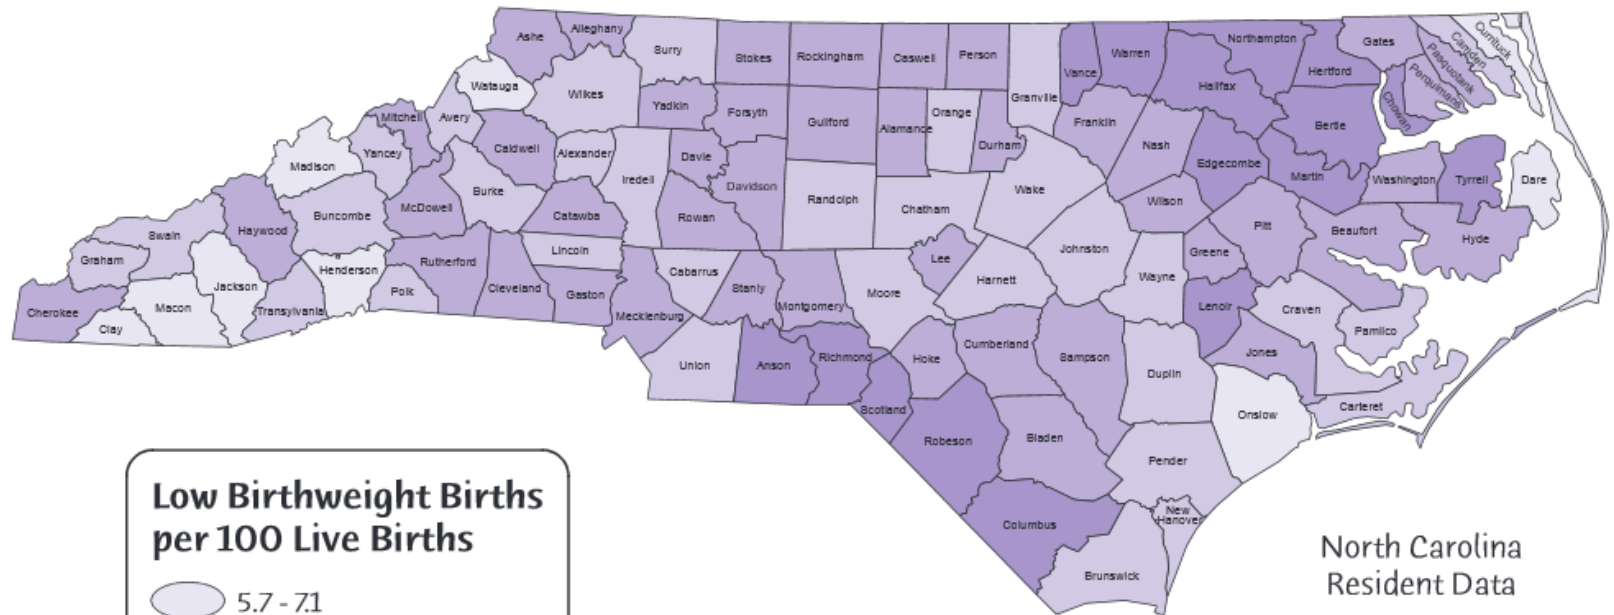 Ashe
Alleghany
Surry
Stokes
Rockingham
Caswell
Person
Granville
Vance
Warren
Northampton
Gates
Currituck
Camden
Pasquotank
Perquimans
Chowan
Hertford
Halifax
Bertie
Watauga
Wilkes
Yadkin
Forsyth
Guilford
Alamance
Orange
Durham
Franklin
Nash
Edgecombe
Martin
Washington
Tyrrell
Dare
Mitchell
Avery
Caldwell
Alexander
Iredell
Davie
Davidson
Randolph
Chatham
Wake
Wilson
Pitt
Beaufort
Hyde
Madison
Yancey
Burke
McDowell
Buncombe
Catawba
Rowan
Haywood
Swain
Graham
Jackson
Henderson
Rutherford
Lincoln
Cabarrus
Stanly
Montgomery
Moore
Lee
Harnett
Johnston
Wayne
Greene
Lenoir
Craven
Pamlico
Cherokee
Clay
Macon
Transylvania
Polk
Cleveland
Gaston
Mecklenburg
Union
Anson
Richmond
Hoke
Cumberland
Sampson
Duplin
Jones
Carteret
Onslow
Scotland
Robeson
Bladen
Pender
Columbus
New
Hanover
Brunswick
Low Birthweight Births
per 100 Live Births
5.7 - 7.1
North Carolina
Resident Data